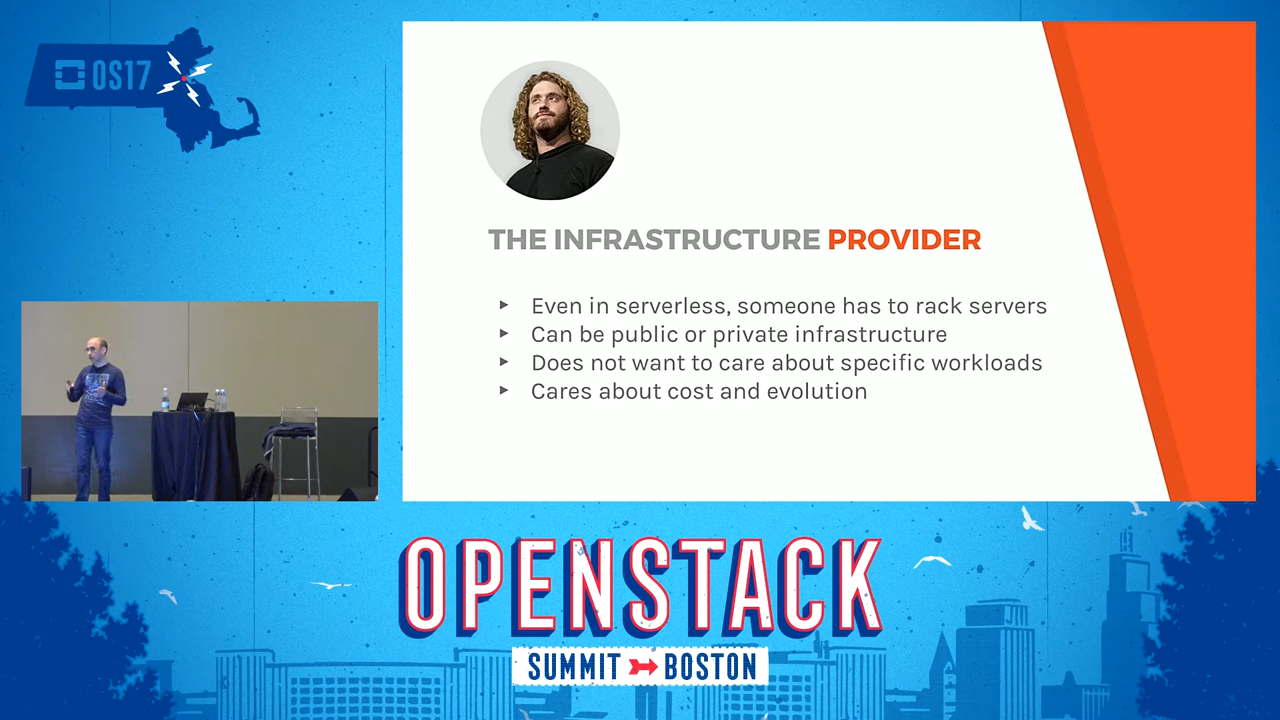 OS17
THE INFRASTRUCTURE PROVIDER
Even in serverless, someone has to rack servers
Can be public or private infrastructure
Does not want to care about specific workloads
Cares about cost and evolution
OPENSTACK
SUMMIT BOSTON